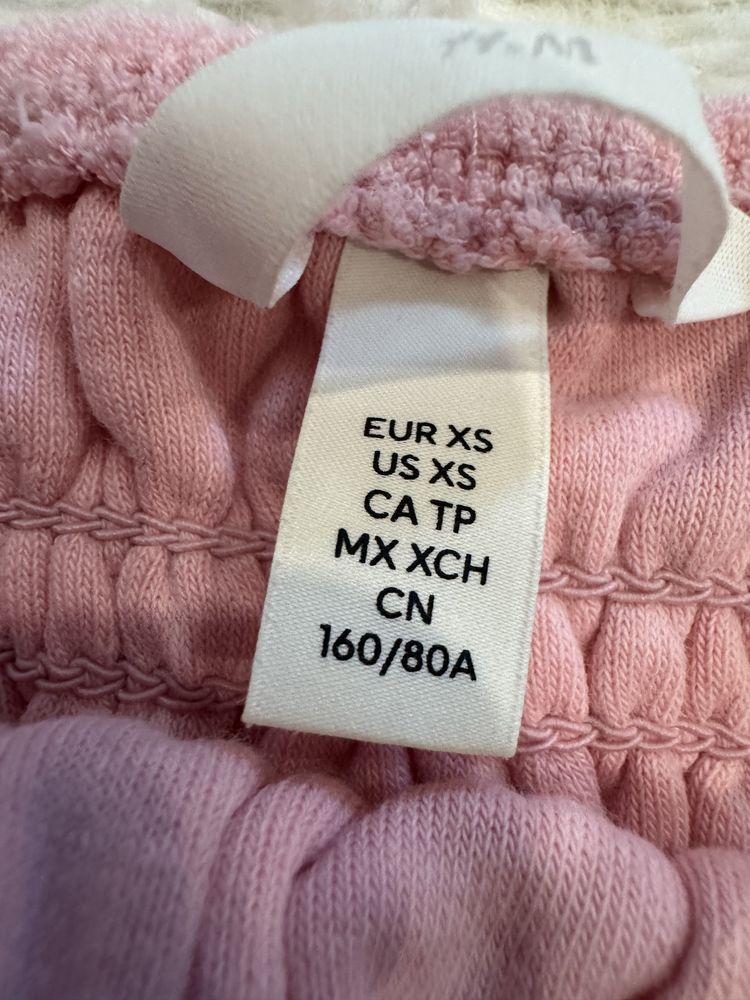 EUR XS
US XS
CA TP
MX XCH
CN
160/80A